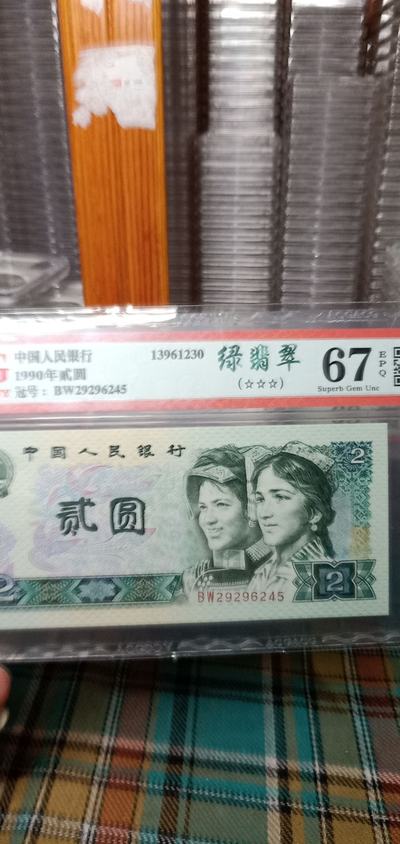 中国人民银行
1990年贰圆
冠号：BW29296245
13961230
绿翡翠
(☆☆☆)
67
EPQ
Superb Gem Unc
中国人民银行
贰圆
2
BW29296245
2